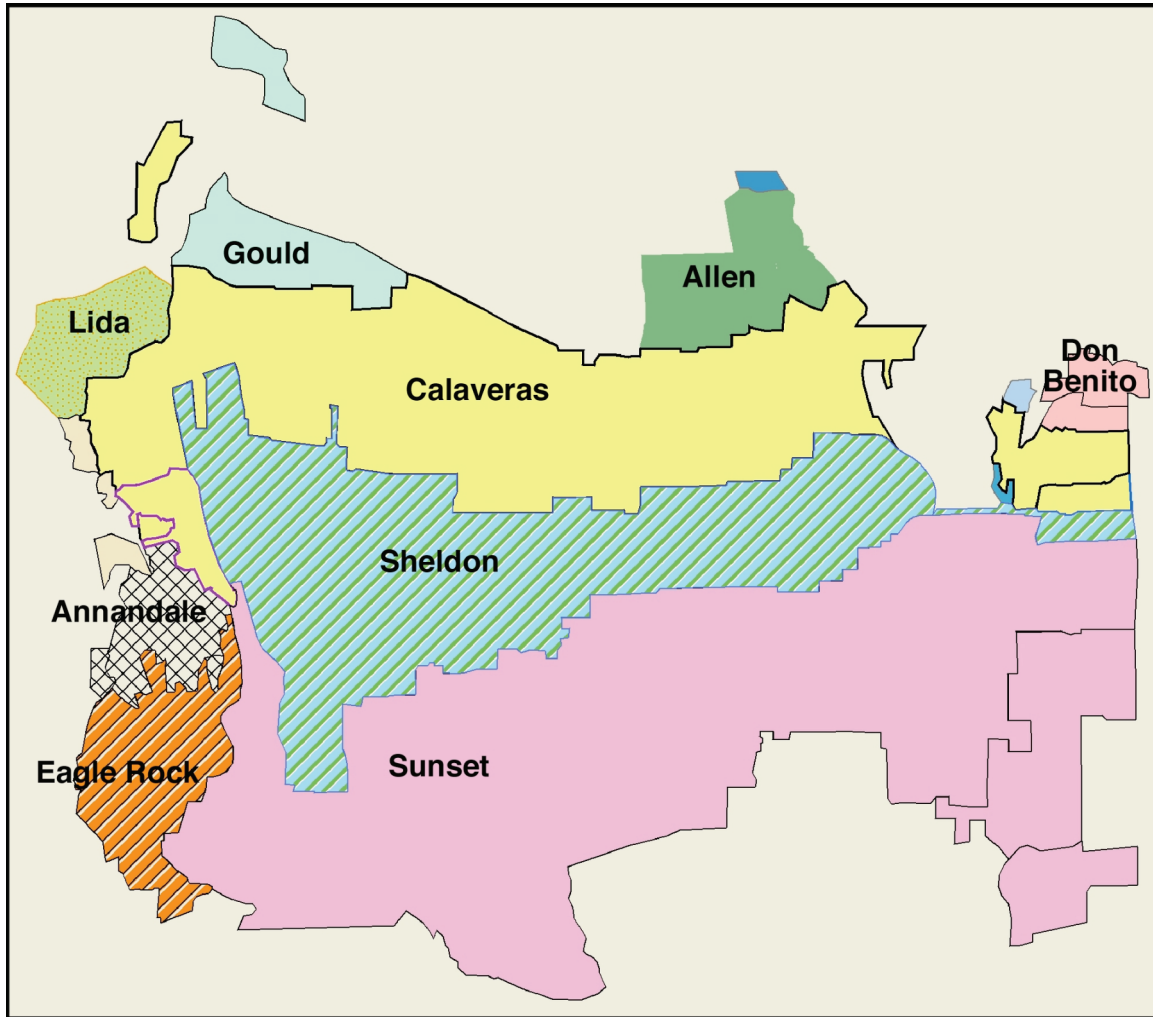 Gould
Allen
Lida
Don
Benito
Calaveras
Sheldon
Annandale
Eagle Rock
Sunset